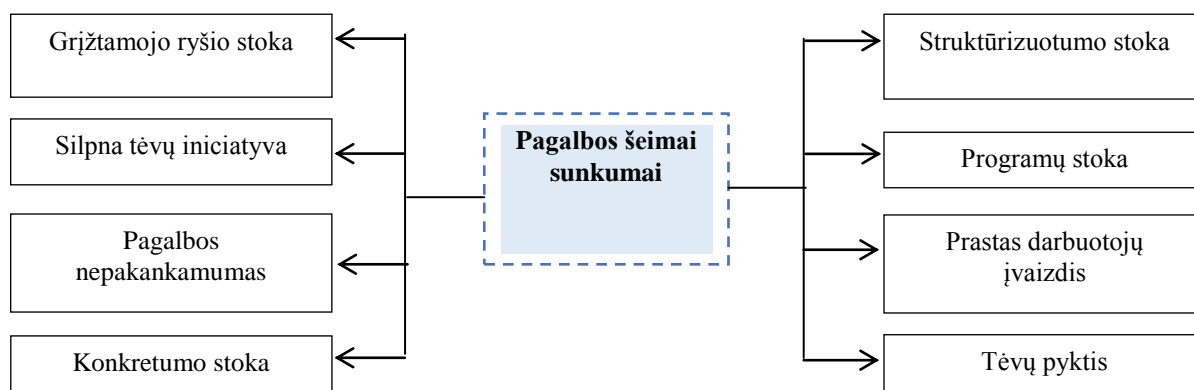 Grįžtamojo ryšio stoka
Silpna tėvų iniciatyva
Pagalbos
nepakankamumas
Konkretumo stoka
Pagalbos šeimai
sunkumai
Struktūrizuotumo stoka
Programų stoka
Prastas darbuotojų
įvaizdis
Tėvų pyktis